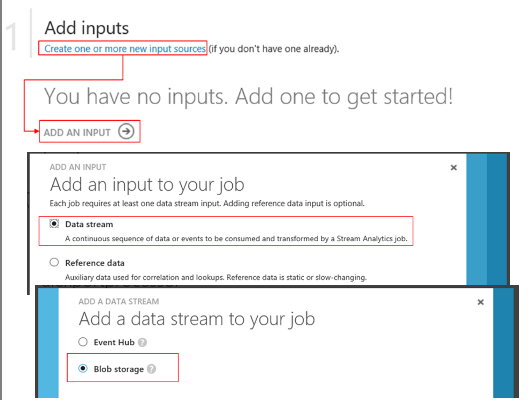 1
Add inputs
Create one or more new input sources (if you don't have one already).
You have no inputs. Add one to get started!
ADD AN INPUT
ADD AN INPUT
Add an input to your job
Each job requires at least one data stream input. Adding reference data input is optional.
Data stream
A continuous sequence of data or events to be consumed and transformed by a Stream Analytics job.
Reference data
Auxiliary data used for correlation and lookups. Reference data is static or slow-changing.
ADD A DATA STREAM
Add a data stream to your job
Event Hub ?
Blob storage ?